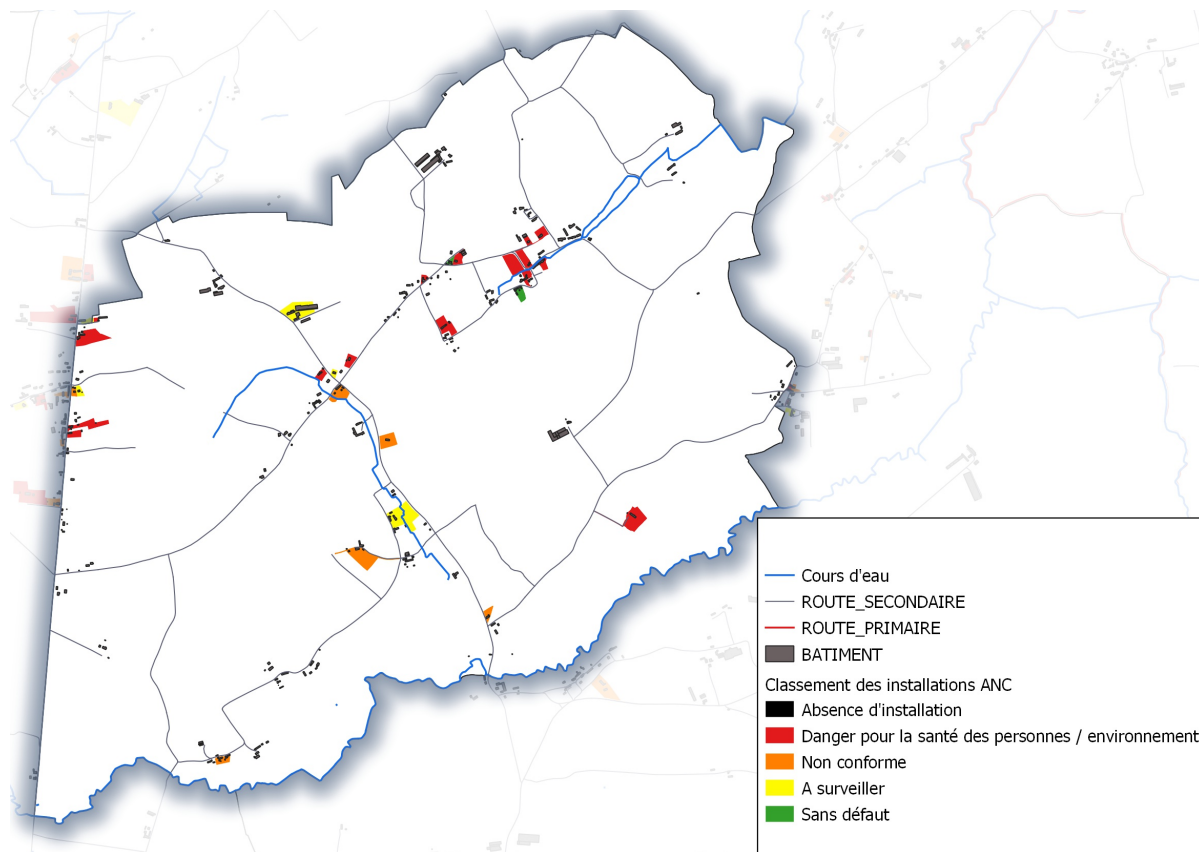 Cours d'eau
ROUTE_SECONDAIRE
ROUTE_PRIMAIRE
BATIMENT
Classement des installations ANC
Absence d'installation
Danger pour la santé des personnes / environnement
Non conforme
A surveiller
Sans défaut